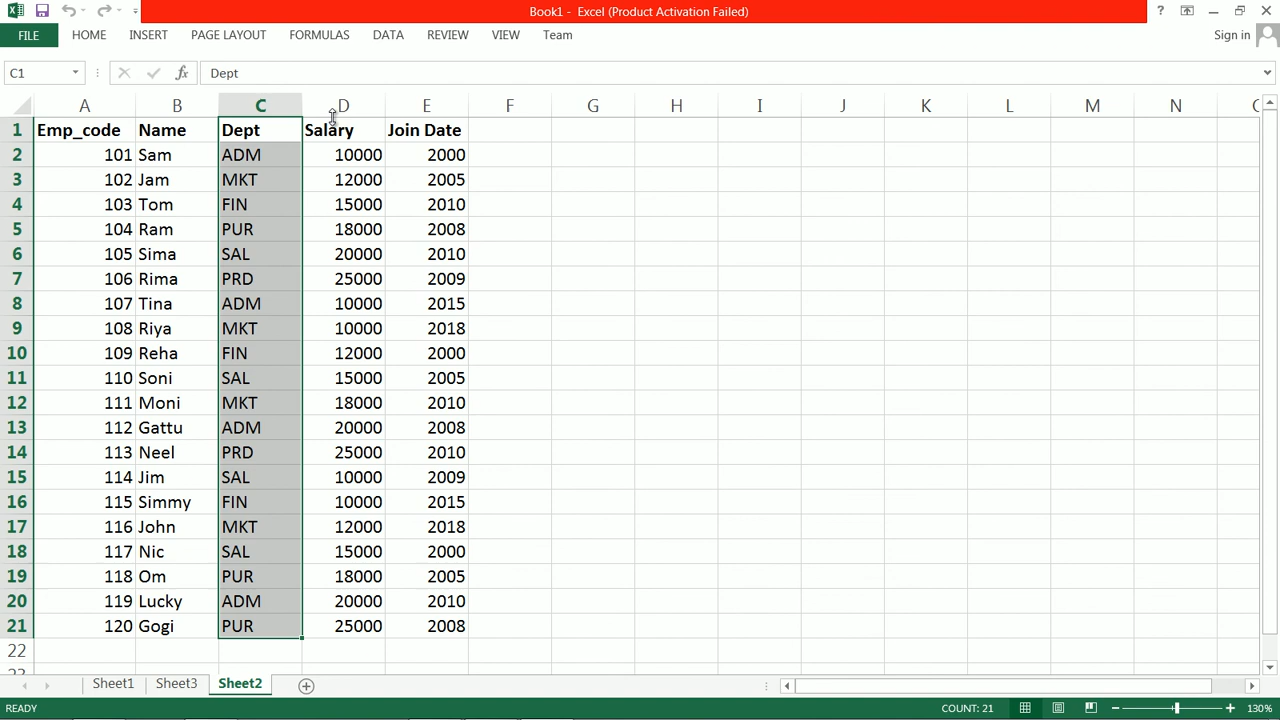 Book1 - Excel (Product Activation Failed)
?
FILE HOME INSERT PAGE LAYOUT FORMULAS DATA REVIEW VIEW Team Sign in
C1 fx Dept
A B C D E F G H I J K L M N
1 Emp_code Name Dept Salary Join Date
2 101 Sam ADM 10000 2000
3 102 Jam MKT 12000 2005
4 103 Tom FIN 15000 2010
5 104 Ram PUR 18000 2008
6 105 Sima SAL 20000 2010
7 106 Rima PRD 25000 2009
8 107 Tina ADM 10000 2015
9 108 Riya MKT 10000 2018
10 109 Reha FIN 12000 2000
11 110 Soni SAL 15000 2005
12 111 Moni MKT 18000 2010
13 112 Gattu ADM 20000 2008
14 113 Neel PRD 25000 2010
15 114 Jim SAL 10000 2009
16 115 Simmy FIN 10000 2015
17 116 John MKT 12000 2018
18 117 Nic SAL 15000 2000
19 118 Om PUR 18000 2005
20 119 Lucky ADM 20000 2010
21 120 Gogi PUR 25000 2008
22
Sheet1 Sheet3 Sheet2
READY COUNT: 21 130%